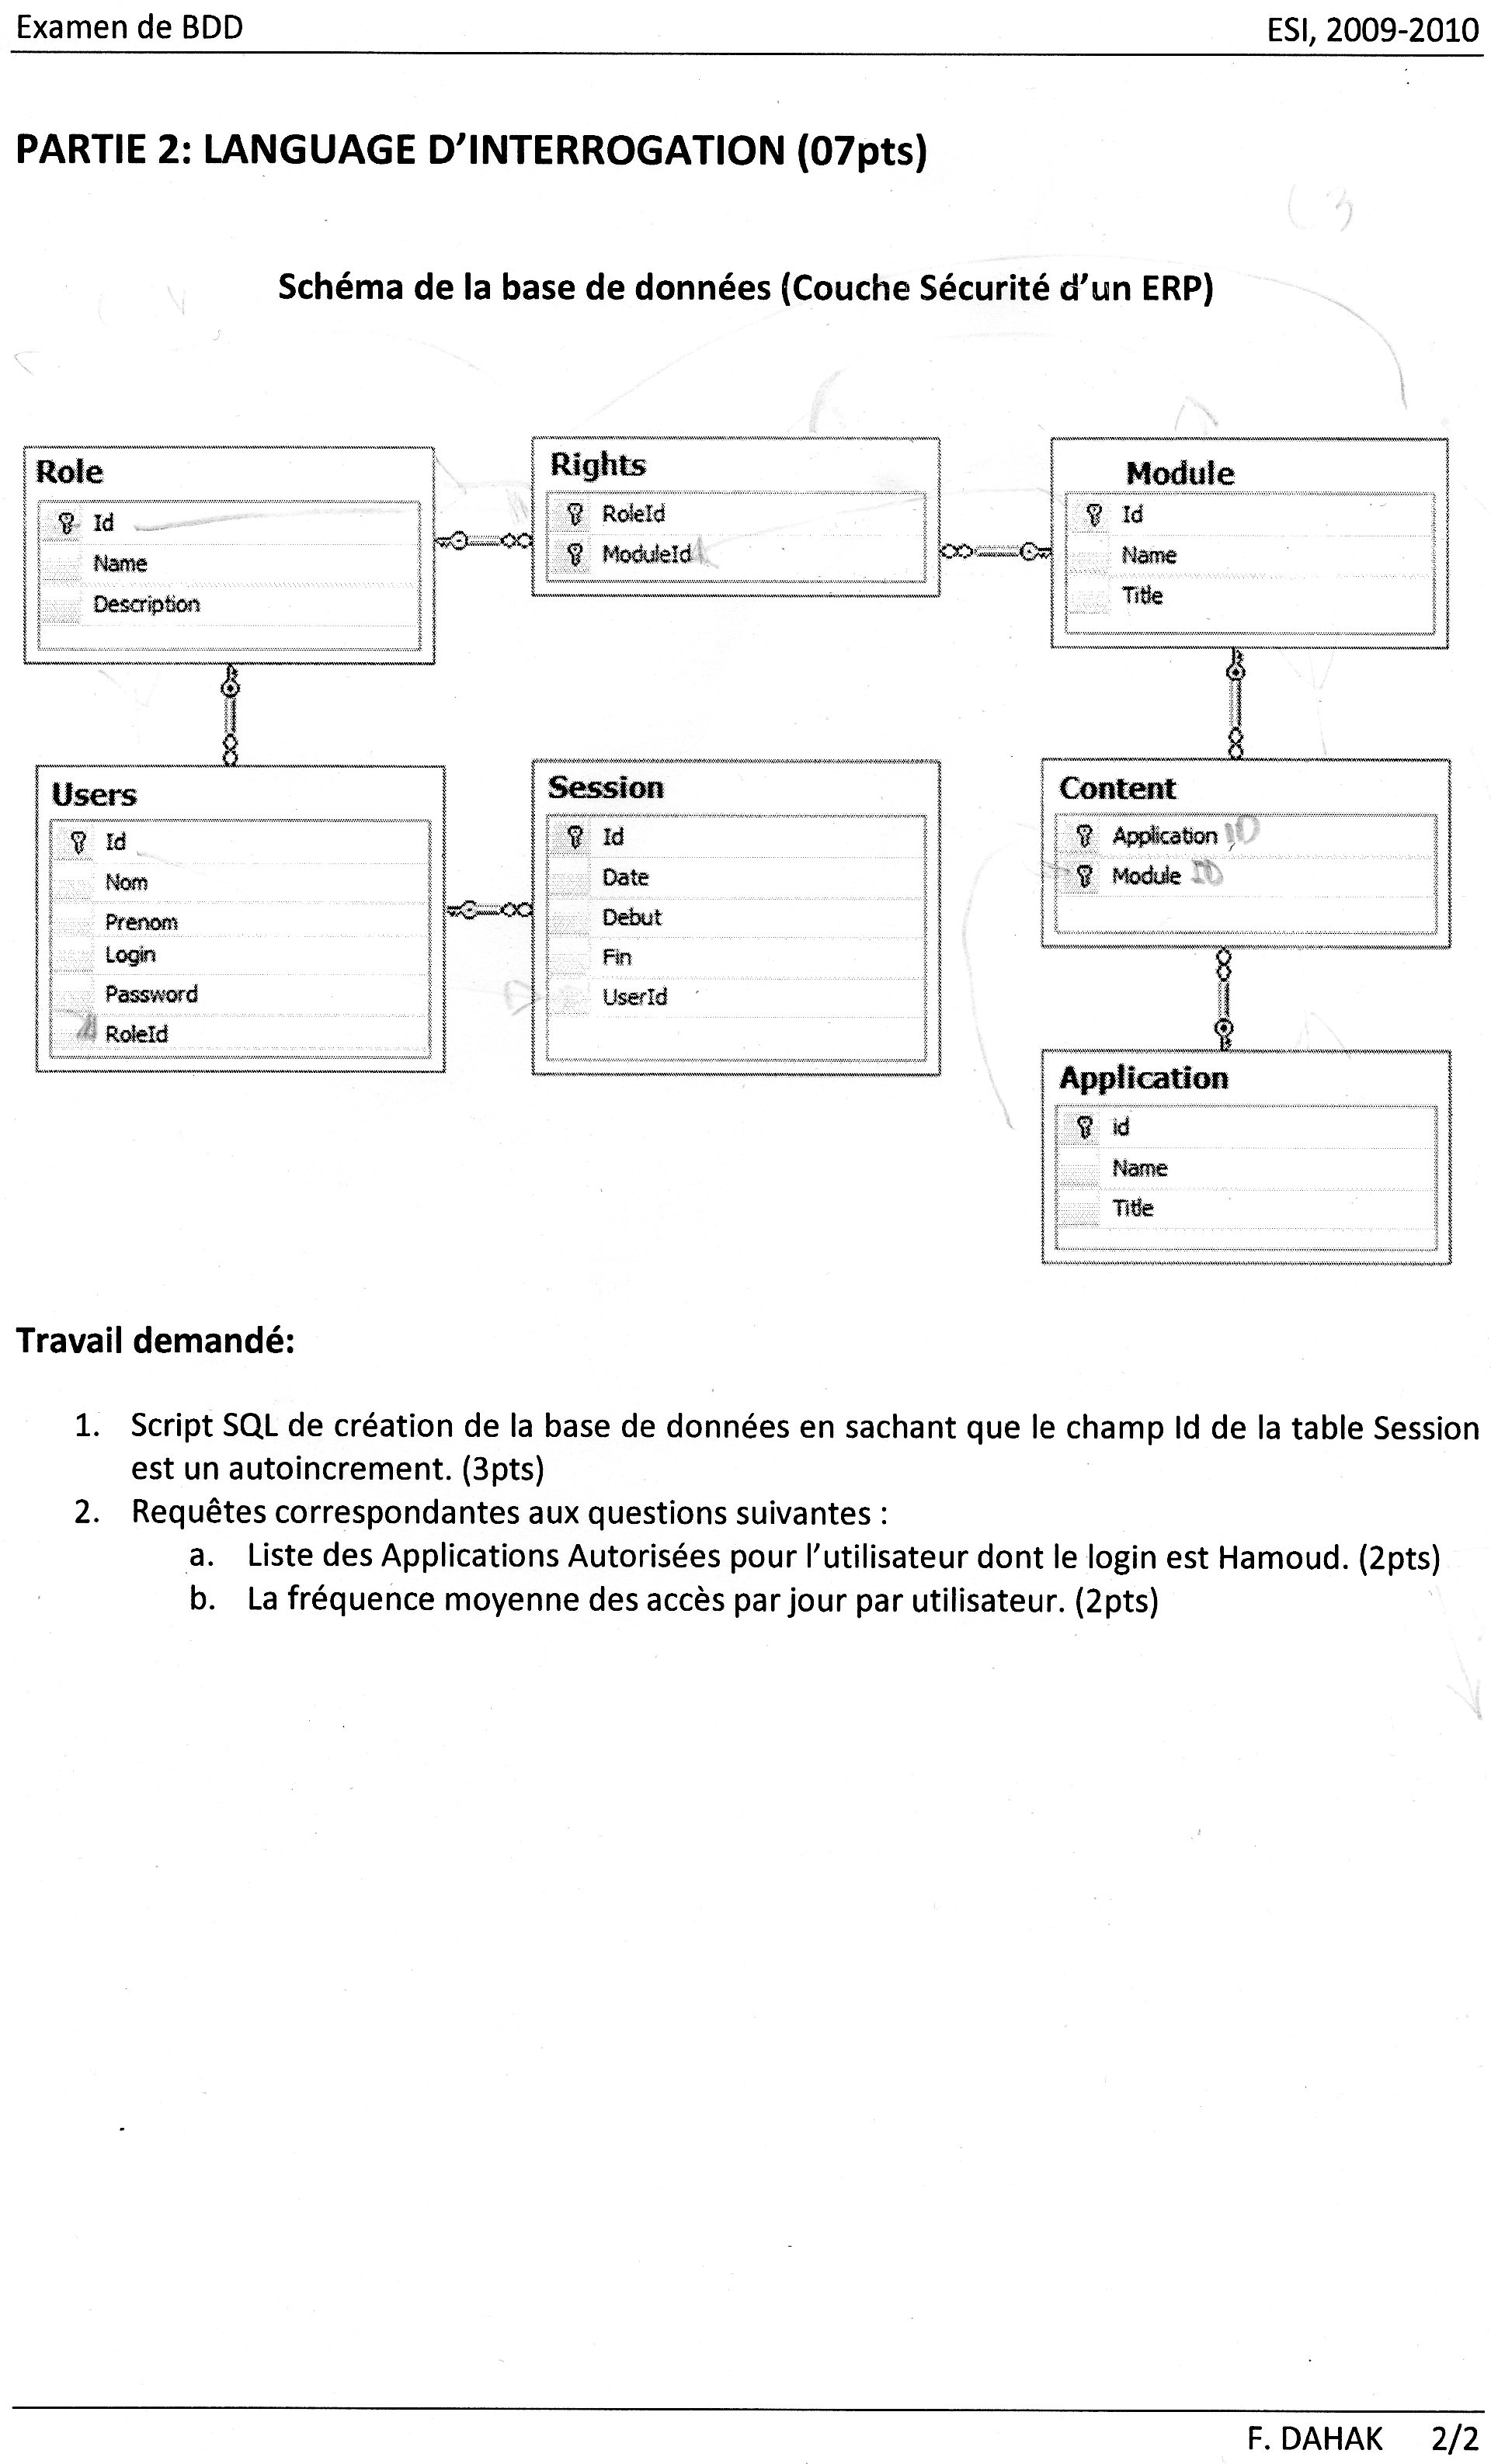 Examen de BDD
ESI, 2009-2010
PARTIE 2: LANGUAGE D'INTERROGATION (07pts)
Schéma de la base de données (Couche Sécurité d'un ERP)
Role
Id
Name
Description
Rights
RoleId
ModuleId
Module
Id
Name
Title
Users
Id
Nom
Prenom
Login
Password
RoleId
Session
Id
Date
Debut
Fin
UserId
Content
Application ID
Module ID
Application
id
Name
Title
Travail demandé:
1. Script SQL de création de la base de données en sachant que le champ Id de la table Session
est un autoincrement. (3pts)
2. Requêtes correspondantes aux questions suivantes :
a. Liste des Applications Autorisées pour l'utilisateur dont le login est Hamoud. (2pts)
b. La fréquence moyenne des accès par jour par utilisateur. (2pts)
F. DAHAK 2/2